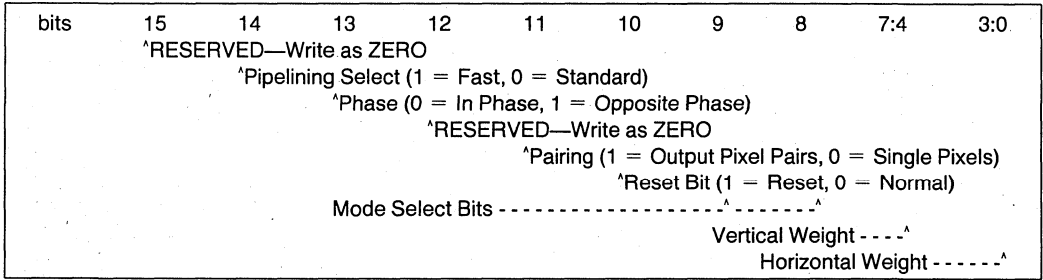 bits 15 14 13 12 11 10 9 8 7:4 3:0
^RESERVED—Write as ZERO
^Pipelining Select (1 = Fast, 0 = Standard)
^Phase (0 = In Phase, 1 = Opposite Phase)
^RESERVED—Write as ZERO
^Pairing (1 = Output Pixel Pairs, 0 = Single Pixels)
^Reset Bit (1 = Reset, 0 = Normal)
Mode Select Bits - - - - - - - - - - - - - - - - - - - ^ - - - - - - - ^
Vertical Weight - - - - ^
Horizontal Weight - - - - - - ^